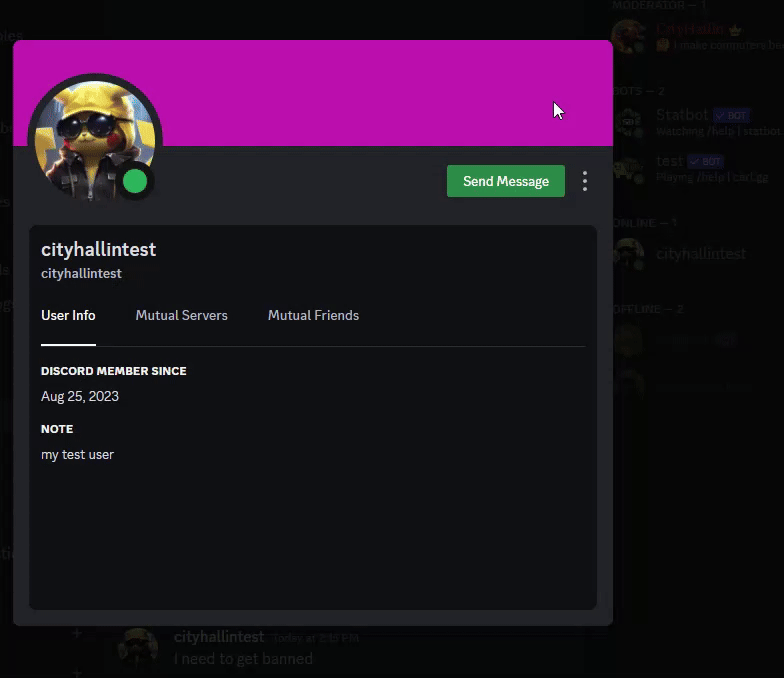 MODERATOR — 1
CityHallin
I make computers be
BOTS — 2
Statbot ✓ BOT
Watching /help | statbot.
test ✓ BOT
Playing /help | carl.gg
ONLINE — 1
cityhallintest
OFFLINE — 2
Send Message
cityhallintest
cityhallintest
User Info Mutual Servers Mutual Friends
DISCORD MEMBER SINCE
Aug 25, 2023
NOTE
my test user
cityhallintest Today at 2:15 PM
I need to get banned